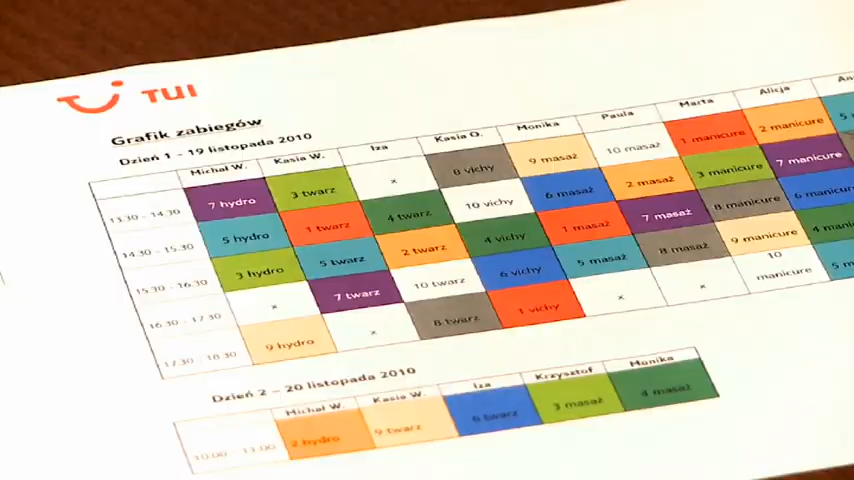 TUI
Grafik zabiegów
Dzień 1 - 19 listopada 2010
Michał W. Kasia W. Iza Kasia O. Monika Paula Marta Alicja
13.30 - 14.30 7 hydro 3 twarz x 8 vichy 9 masaż 10 masaż 1 manicure 2 manicure 5
14.30 - 15.30 5 hydro 1 twarz 4 twarz 10 vichy 6 masaż 2 masaż 3 manicure 7 manicure
15.30 - 16.30 3 hydro 5 twarz 2 twarz 4 vichy 1 masaż 7 masaż 8 manicure 6 manicure
16.30 - 17.30 x 7 twarz 10 twarz 6 vichy 5 masaż 8 masaż 9 manicure 4
17.30 - 18.30 9 hydro x 8 twarz 1 vichy x x 10 manicure 5
Dzień 2 - 20 listopada 2010
Michał W. Kasia W. Iza Krzysztof Monika
10.00 - 11.00 2 hydro 9 twarz 6 twarz 3 masaż 4 masaż